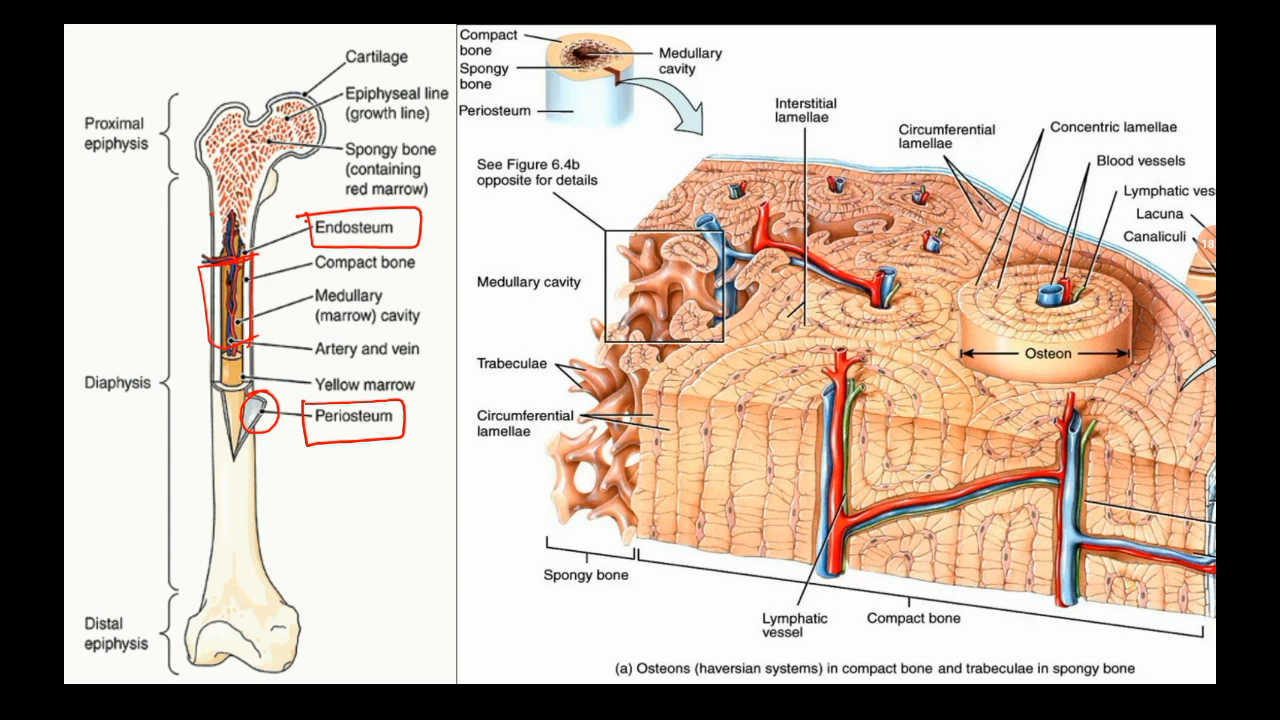 Cartilage
Epiphyseal line
(growth line)
Proximal
epiphysis
Spongy bone
(containing
red marrow)
Endosteum
Compact bone
Medullary
(marrow) cavity
Artery and vein
Diaphysis
Yellow marrow
Periosteum
Distal
epiphysis
Compact
bone
Spongy
bone
Periosteum
Medullary
cavity
Interstitial
lamellae
Circumferential
lamellae
Concentric lamellae
Blood vessels
Lymphatic ves
Lacuna
Canaliculi
18
See Figure 6.4b
opposite for details
Medullary cavity
Osteon
Trabeculae
Circumferential
lamellae
Spongy bone
Lymphatic
vessel
Compact bone
(a) Osteons (haversian systems) in compact bone and trabeculae in spongy bone